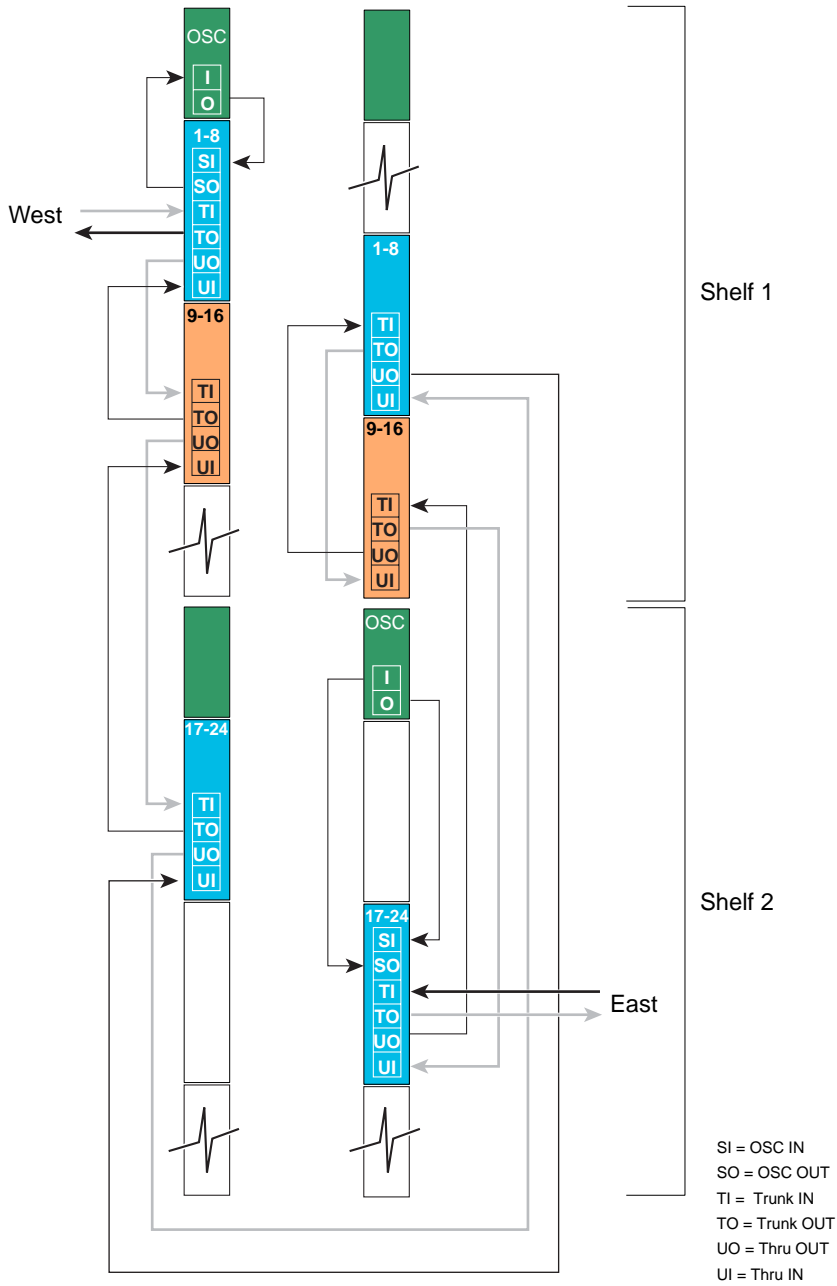 OSC
I
O
1-8
SI
SO
TI
TO
UO
UI
West
9-16
TI
TO
UO
UI
1-8
TI
TO
UO
UI
9-16
TI
TO
UO
UI
Shelf 1
17-24
TI
TO
UO
UI
OSC
I
O
17-24
SI
SO
TI
TO
UO
UI
East
Shelf 2
SI = OSC IN
SO = OSC OUT
TI = Trunk IN
TO = Trunk OUT
UO = Thru OUT
UI = Thru IN